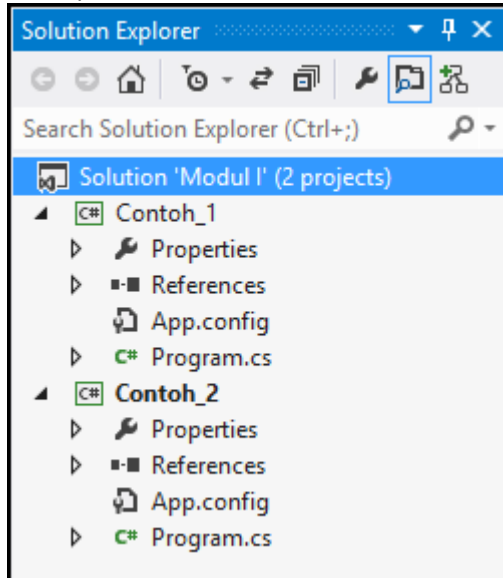 Solution Explorer
Search Solution Explorer (Ctrl+;)
Solution 'Modul I' (2 projects)
C# Contoh_1
Properties
References
App.config
C# Program.cs
C# Contoh_2
Properties
References
App.config
C# Program.cs